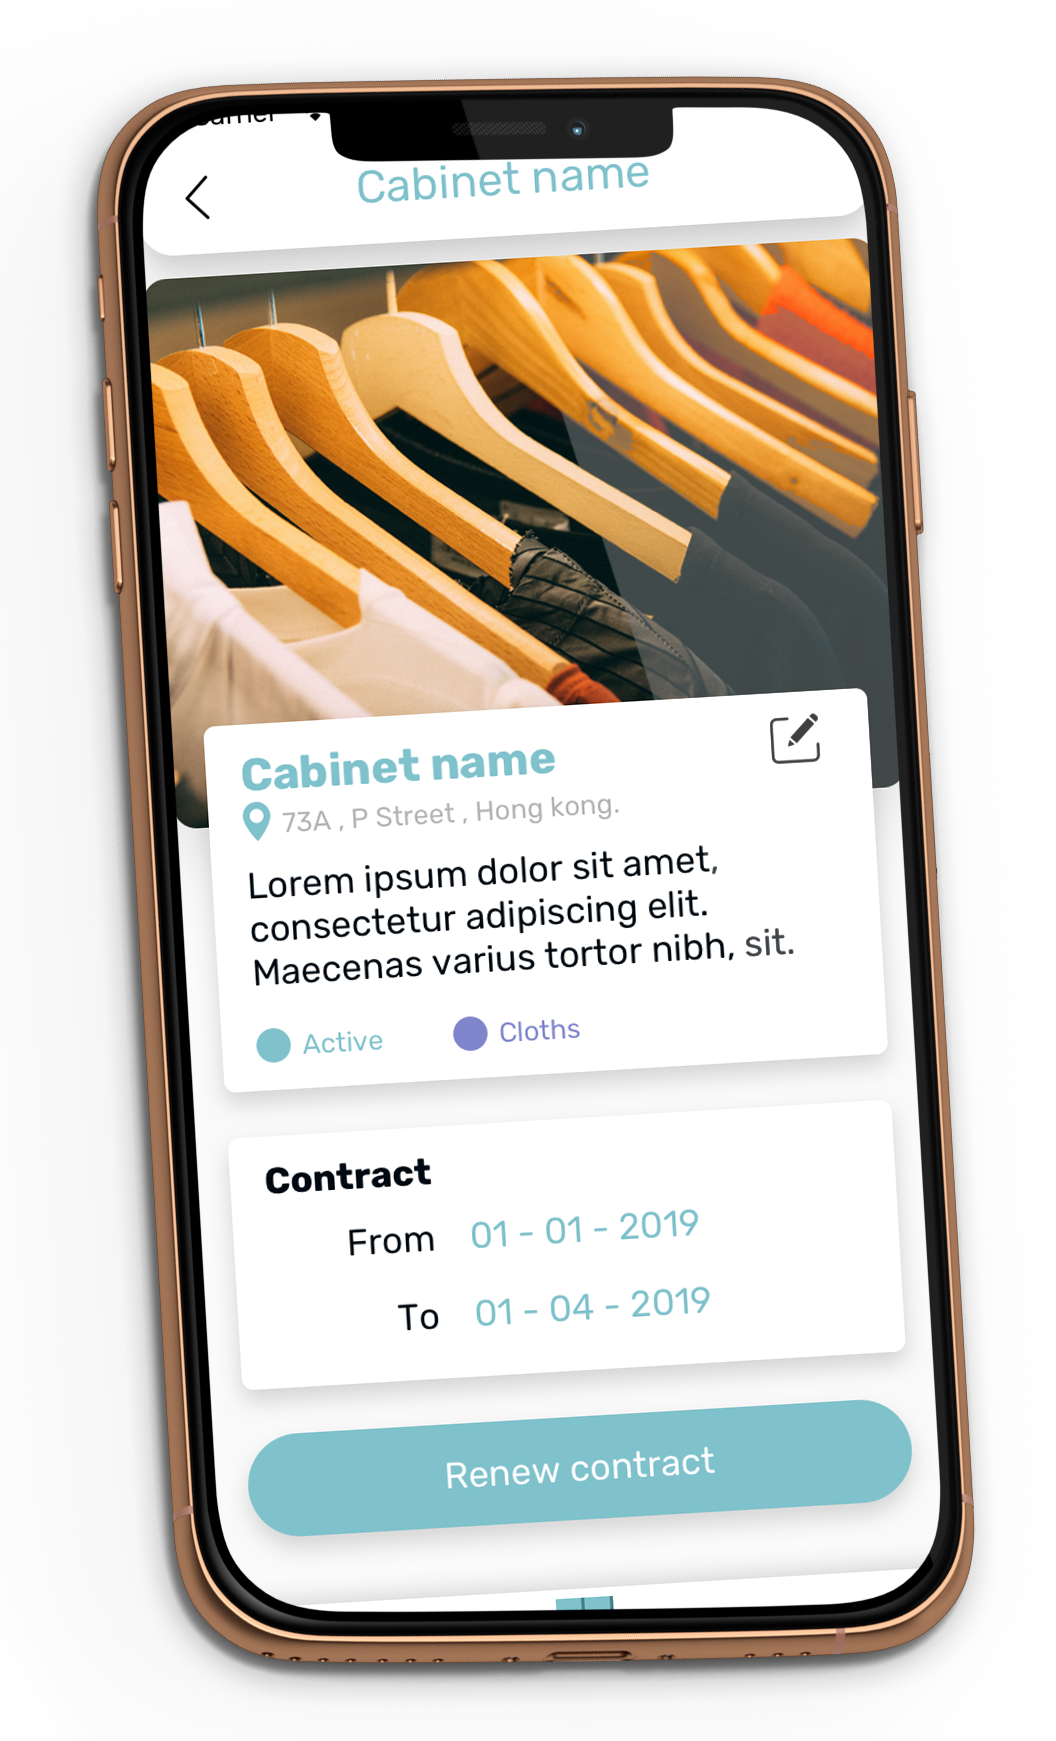 Carrier
Cabinet name
Cabinet name
73A , P Street , Hong kong.
Lorem ipsum dolor sit amet,
consectetur adipiscing elit.
Maecenas varius tortor nibh, sit.
Active Cloths
Contract
From 01 - 01 - 2019
To 01 - 04 - 2019
Renew contract